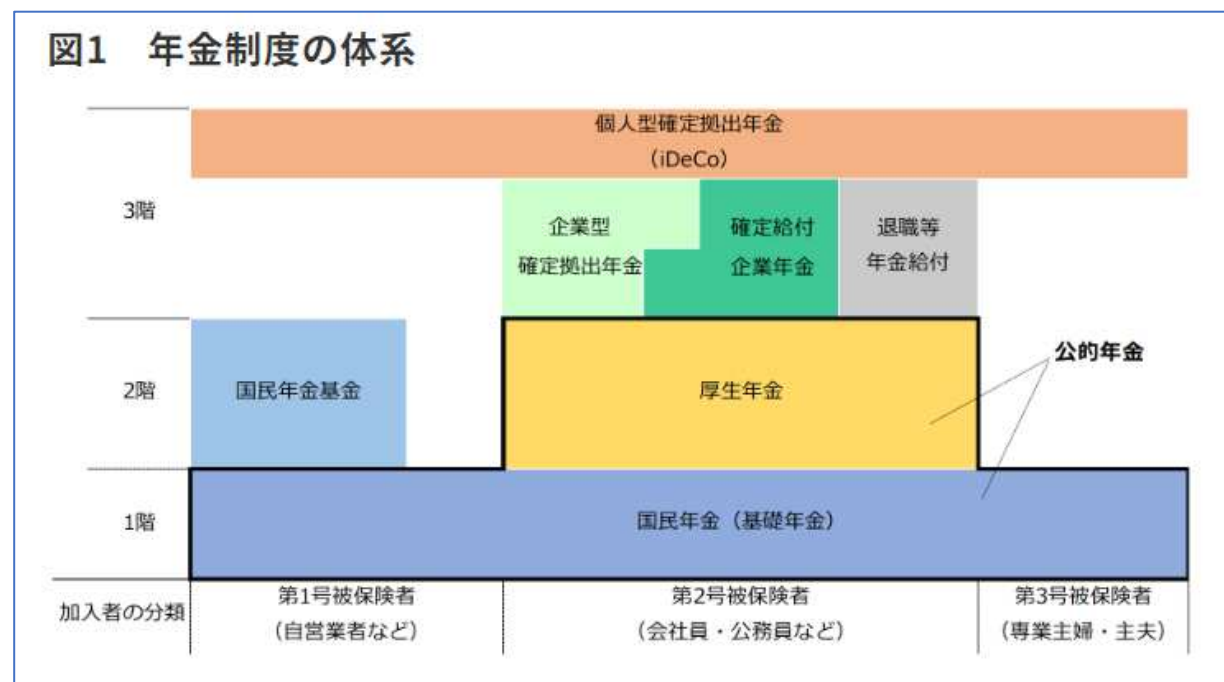 図1　年金制度の体系
個人型確定拠出年金
（iDeCo）
3階
企業型
確定拠出年金
確定給付
企業年金
退職等
年金給付
公的年金
2階
国民年金基金
厚生年金
1階
国民年金（基礎年金）
加入者の分類
第1号被保険者
（自営業者など）
第2号被保険者
（会社員・公務員など）
第3号被保険者
（専業主婦・主夫）